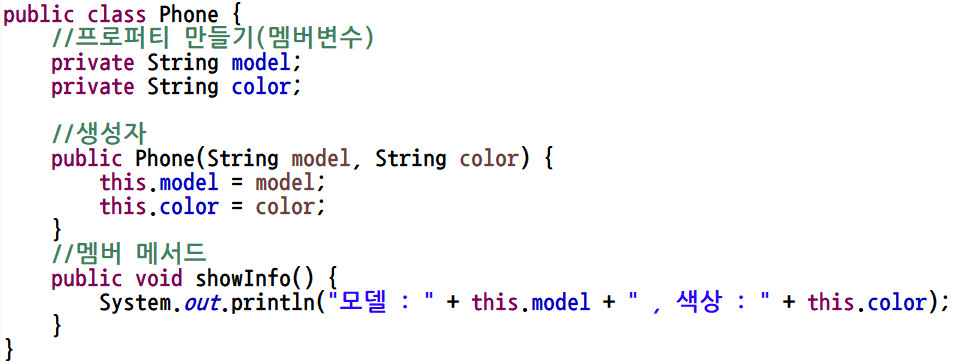 public class Phone {
    //프로퍼티 만들기(멤버변수)
    private String model;
    private String color;

    //생성자
    public Phone(String model, String color) {
        this.model = model;
        this.color = color;
    }
    //멤버 메서드
    public void showInfo() {
        System.out.println("모델 : " + this.model + " , 색상 : " + this.color);
    }
}